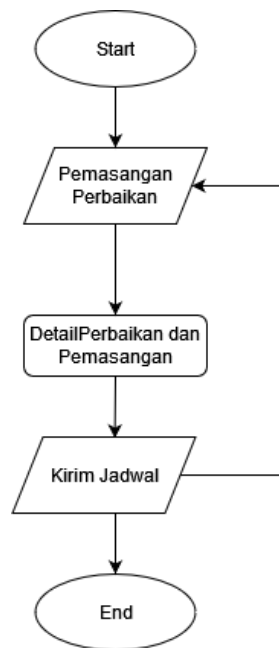 Start
Pemasangan
Perbaikan
DetailPerbaikan dan
Pemasangan
Kirim Jadwal
End